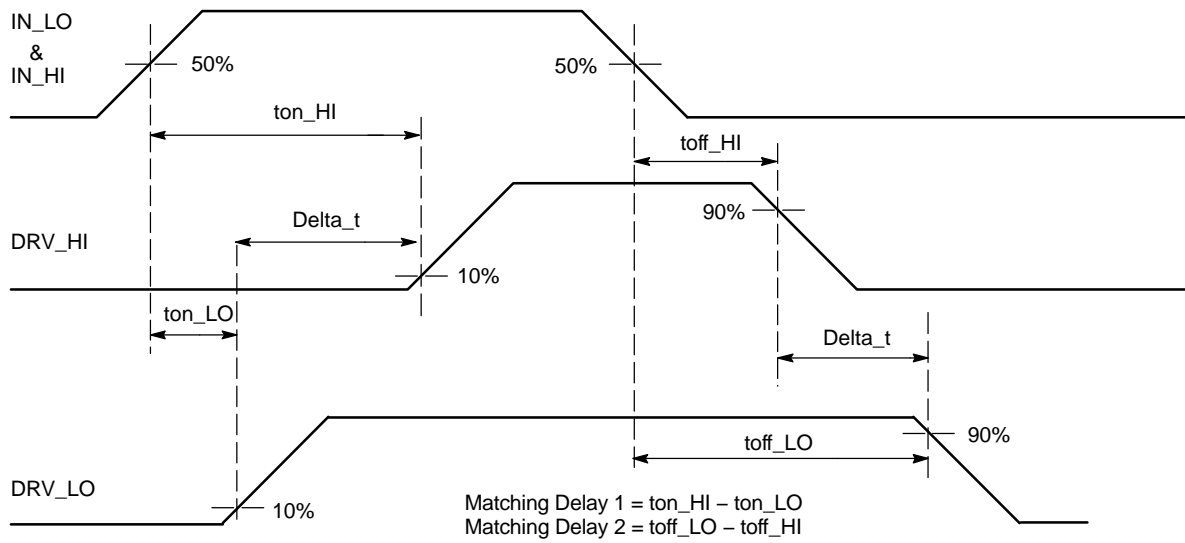 IN_LO
&
IN_HI
50%
50%
ton_HI
toff_HI
90%
Delta_t
DRV_HI
10%
ton_LO
Delta_t
90%
toff_LO
DRV_LO
10%
Matching Delay 1 = ton_HI − ton_LO
Matching Delay 2 = toff_LO − toff_HI